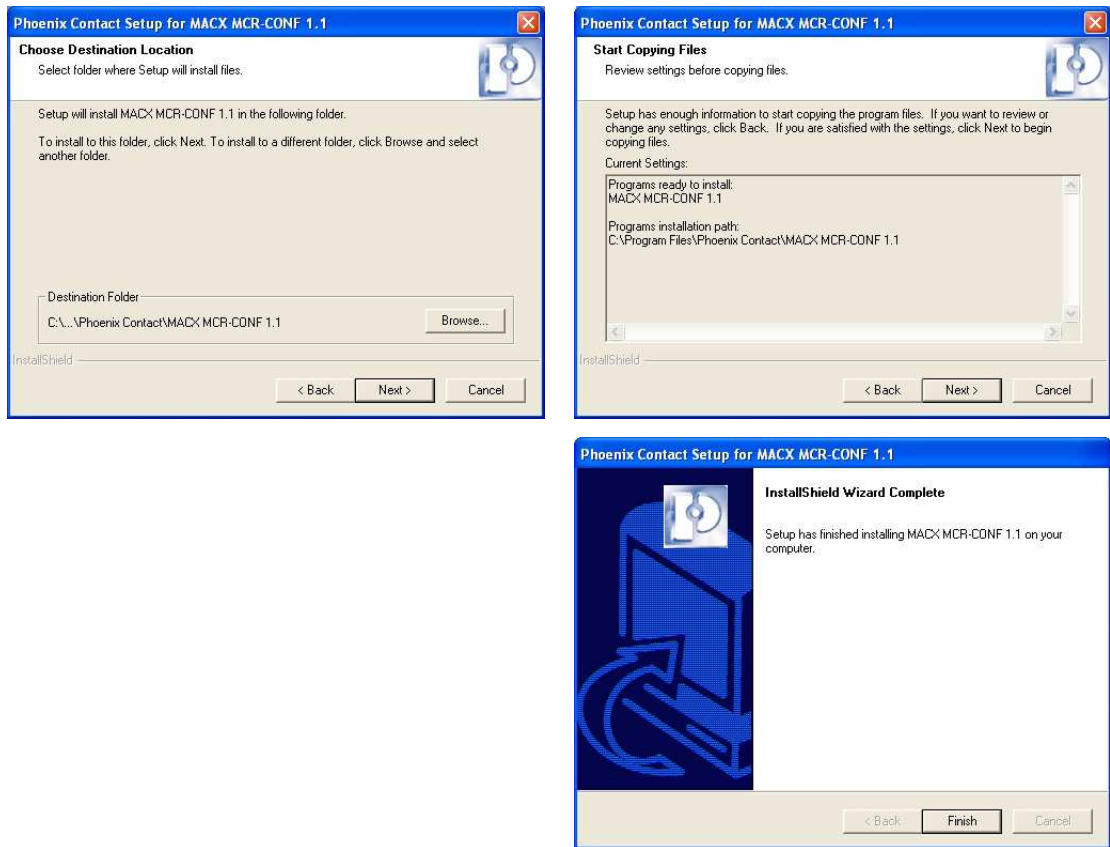 Phoenix Contact Setup for MACX MCR-CONF 1.1
Choose Destination Location
Select folder where Setup will install files.
Setup will install MACX MCR-CONF 1.1 in the following folder.
To install to this folder, click Next. To install to a different folder, click Browse and select
another folder.
Destination Folder
C:\...\Phoenix Contact\MACX MCR-CONF 1.1
Browse...
InstallShield
< Back
Next >
Cancel
Phoenix Contact Setup for MACX MCR-CONF 1.1
Start Copying Files
Review settings before copying files.
Setup has enough information to start copying the program files. If you want to review or
change any settings, click Back. If you are satisfied with the settings, click Next to begin
copying files.
Current Settings:
Programs ready to install:
MACX MCR-CONF 1.1
Programs installation path:
C:\Program Files\Phoenix Contact\MACX MCR-CONF 1.1
InstallShield
< Back
Next >
Cancel
Phoenix Contact Setup for MACX MCR-CONF 1.1
InstallShield Wizard Complete
Setup has finished installing MACX MCR-CONF 1.1 on your
computer.
< Back
Finish
Cancel